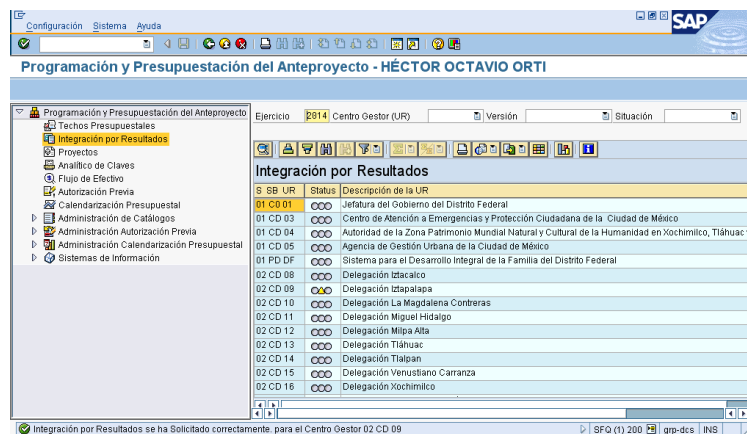 Configuración Sistema Ayuda
SAP
Programación y Presupuestación del Anteproyecto - HÉCTOR OCTAVIO ORTI
Programación y Presupuestación del Anteproyecto
Techos Presupuestales
Integración por Resultados
Proyectos
Analítico de Claves
Flujo de Efectivo
Autorización Previa
Calendarización Presupuestal
Administración de Catálogos
Administración Autorización Previa
Administración Calendarización Presupuestal
Sistemas de Información
Ejercicio 2014 Centro Gestor (UR) Versión Situación
Integración por Resultados
S SB UR Status Descripción de la UR
01 C0 01 Jefatura del Gobierno del Distrito Federal
01 CD 03 Centro de Atención a Emergencias y Protección Ciudadana de la Ciudad de México
01 CD 04 Autoridad de la Zona Patrimonio Mundial Natural y Cultural de la Humanidad en Xochimilco, Tláhuac
01 CD 05 Agencia de Gestión Urbana de la Ciudad de México
01 PD DF Sistema para el Desarrollo Integral de la Familia del Distrito Federal
02 CD 08 Delegación Iztacalco
02 CD 09 Delegación Iztapalapa
02 CD 10 Delegación La Magdalena Contreras
02 CD 11 Delegación Miguel Hidalgo
02 CD 12 Delegación Milpa Alta
02 CD 13 Delegación Tláhuac
02 CD 14 Delegación Tlalpan
02 CD 15 Delegación Venustiano Carranza
02 CD 16 Delegación Xochimilco
Integración por Resultados se ha Solicitado correctamente. para el Centro Gestor 02 CD 09
SFQ (1) 200 grp-dcs INS